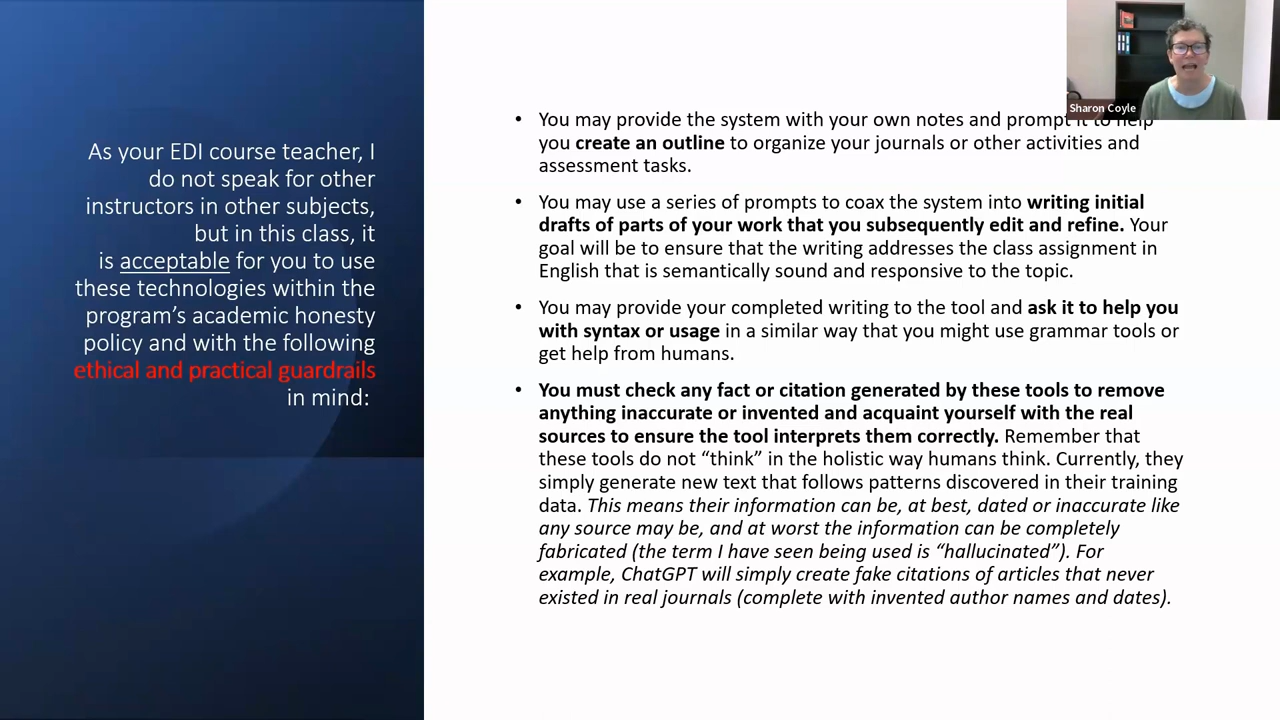 As your EDI course teacher, I
do not speak for other
instructors in other subjects,
but in this class, it
is acceptable for you to use
these technologies within the
program’s academic honesty
policy and with the following
ethical and practical guardrails
in mind:
Sharon Coyle
• You may provide the system with your own notes and prompt it to help
you create an outline to organize your journals or other activities and
assessment tasks.
• You may use a series of prompts to coax the system into writing initial
drafts of parts of your work that you subsequently edit and refine. Your
goal will be to ensure that the writing addresses the class assignment in
English that is semantically sound and responsive to the topic.
• You may provide your completed writing to the tool and ask it to help you
with syntax or usage in a similar way that you might use grammar tools or
get help from humans.
• You must check any fact or citation generated by these tools to remove
anything inaccurate or invented and acquaint yourself with the real
sources to ensure the tool interprets them correctly. Remember that
these tools do not “think” in the holistic way humans think. Currently, they
simply generate new text that follows patterns discovered in their training
data. This means their information can be, at best, dated or inaccurate like
any source may be, and at worst the information can be completely
fabricated (the term I have seen being used is “hallucinated”). For
example, ChatGPT will simply create fake citations of articles that never
existed in real journals (complete with invented author names and dates).